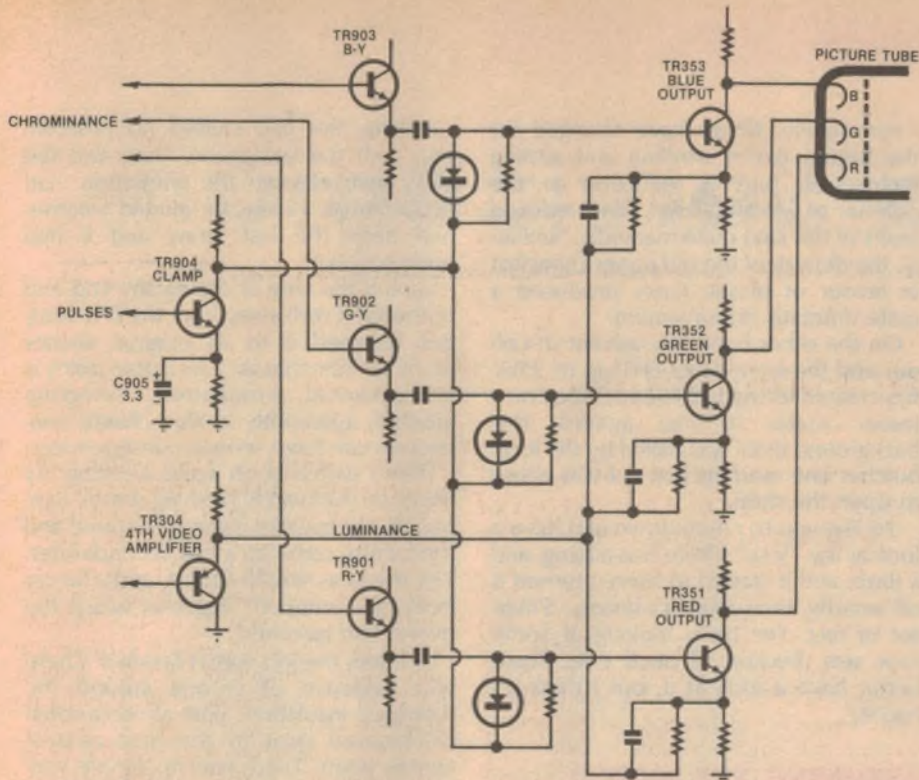 TR903
B-Y
TR353
BLUE
OUTPUT
PICTURE TUBE
B
G
R
CHROMINANCE
TR904
CLAMP
PULSES
C905
3.3
TR902
G-Y
TR352
GREEN
OUTPUT
TR304
4TH VIDEO
AMPLIFIER
LUMINANCE
TR901
R-Y
TR351
RED
OUTPUT